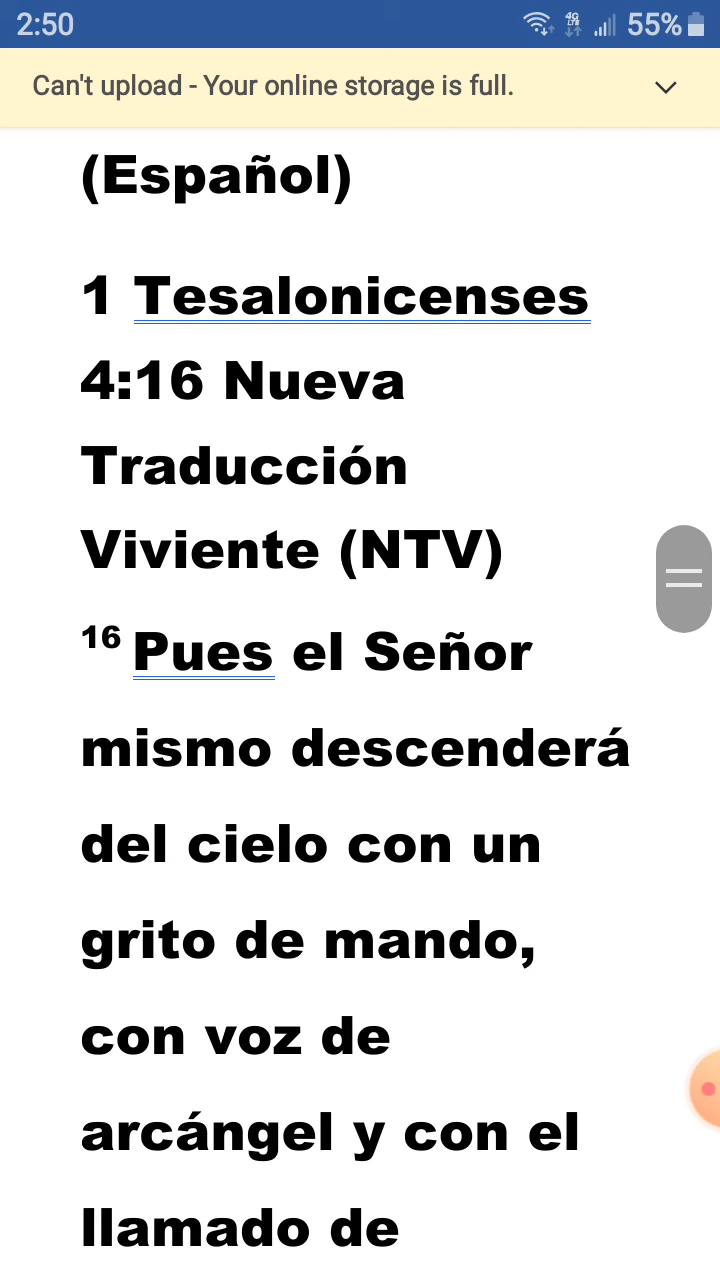 2:50 4G LTE 55%
Can't upload - Your online storage is full.
(Español)
1 Tesalonicenses
4:16 Nueva
Traducción
Viviente (NTV)
16 Pues el Señor
mismo descenderá
del cielo con un
grito de mando,
con voz de
arcángel y con el
llamado de